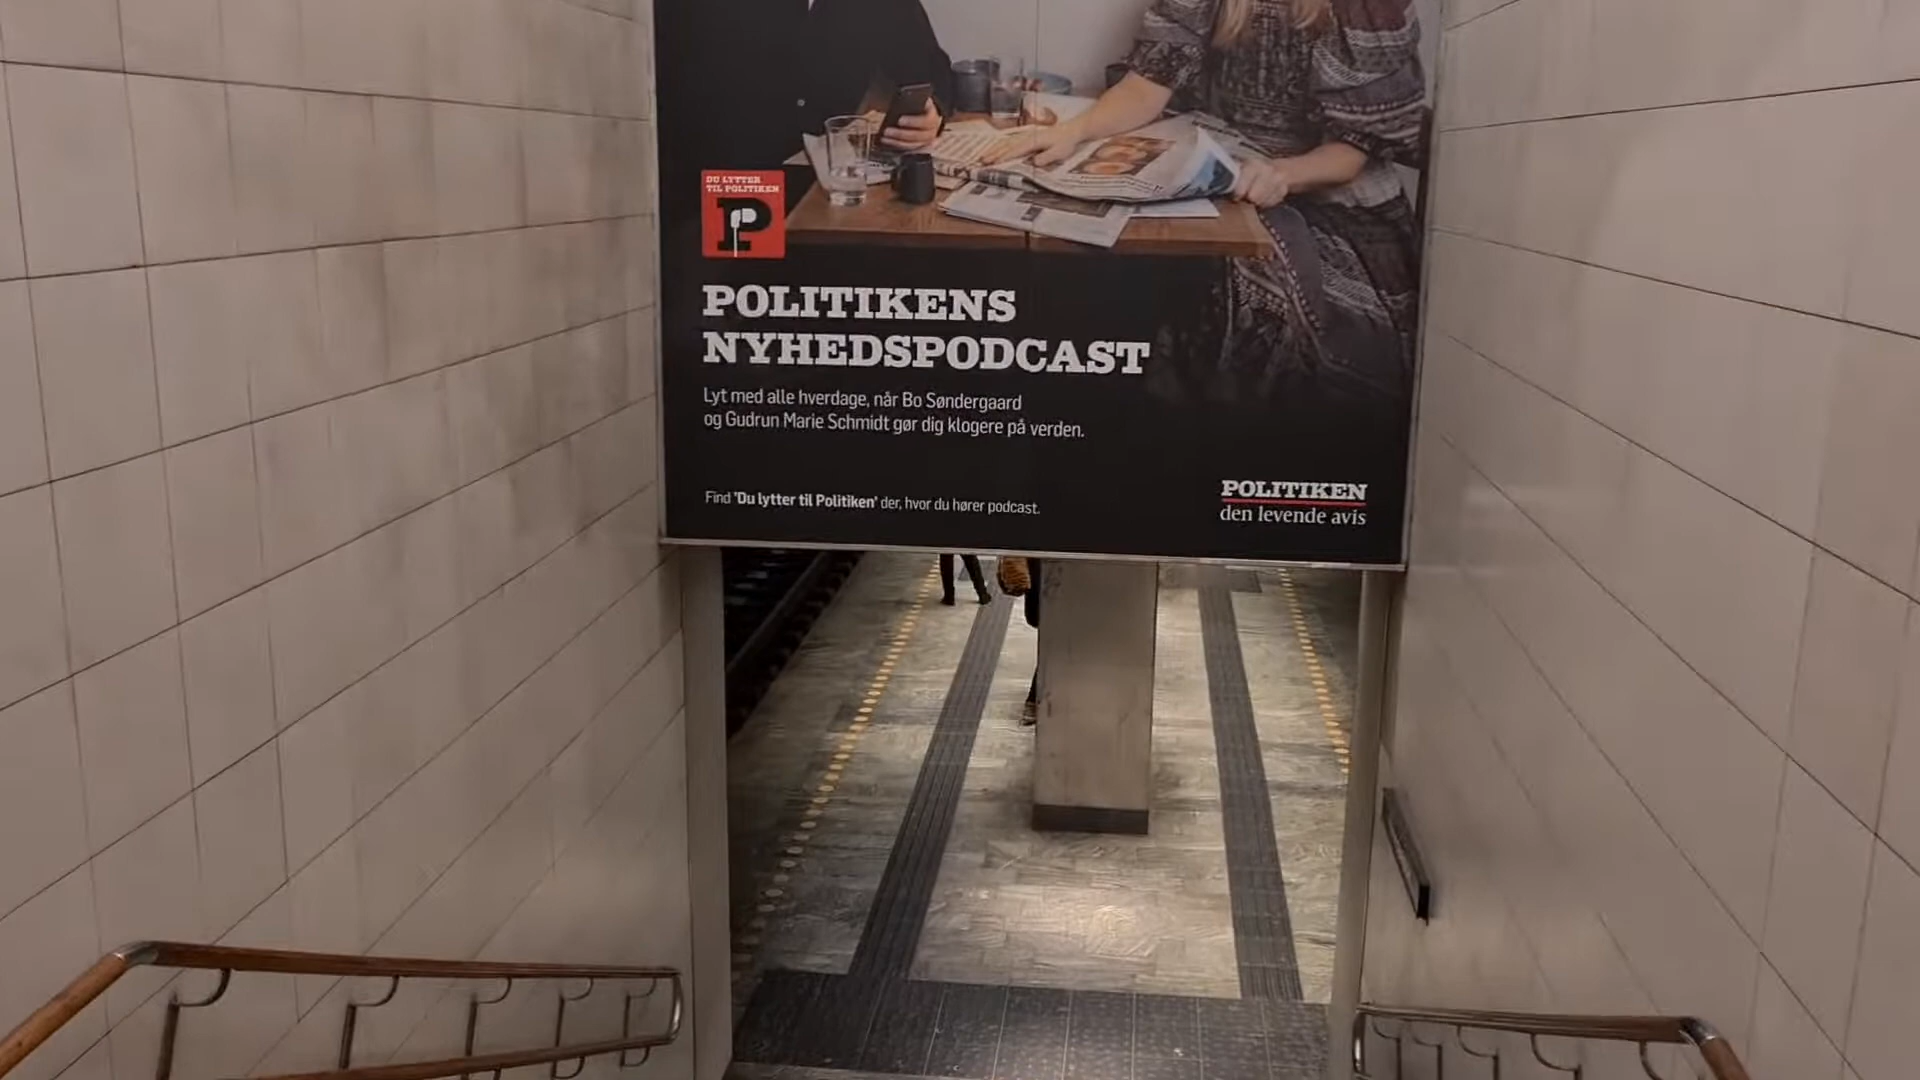 DU LYTTER
TIL POLITIKEN
P
POLITIKENS
NYHEDSPODCAST
Lyt med alle hverdage, når Bo Søndergaard
og Gudrun Marie Schmidt gør dig klogere på verden.
Find 'Du lytter til Politiken' der, hvor du hører podcast.
POLITIKEN
den levende avis